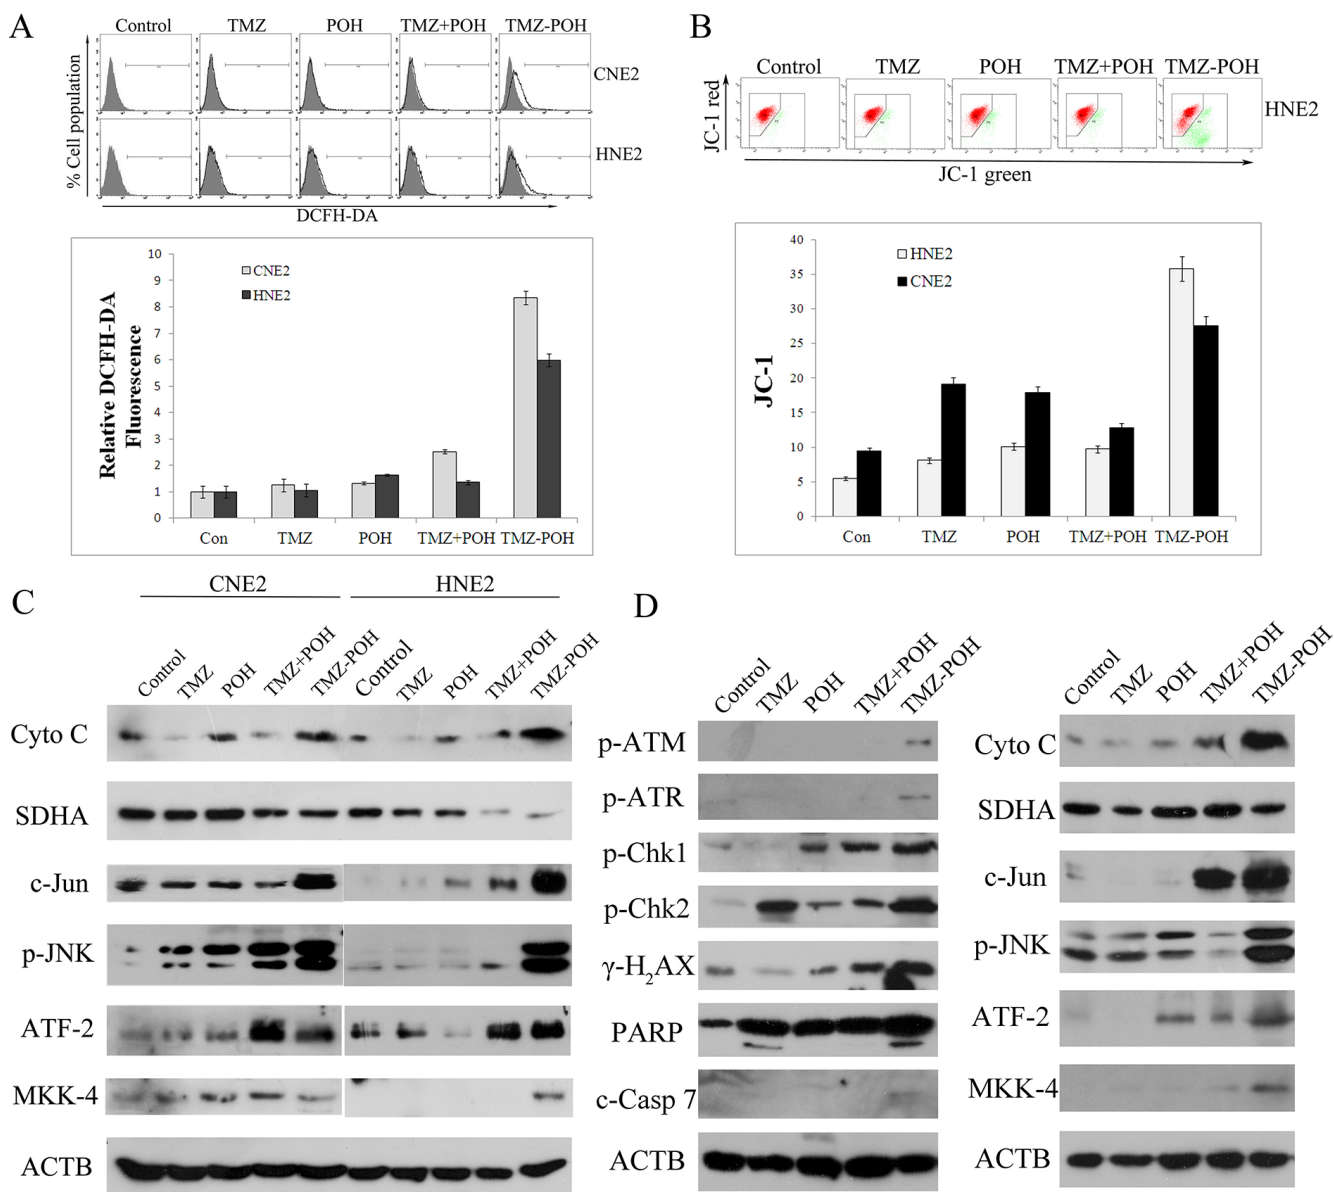 A
Control TMZ POH TMZ+POH TMZ-POH
% Cell population
CNE2
HNE2
DCFH-DA
Relative DCFH-DA
Fluorescence
10
9
8
7
6
5
4
3
2
1
0
CNE2
HNE2
Con TMZ POH TMZ+POH TMZ-POH
B
Control TMZ POH TMZ+POH TMZ-POH
JC-1 red
HNE2
JC-1 green
JC-1
40
35
30
25
20
15
10
5
0
HNE2
CNE2
Con TMZ POH TMZ+POH TMZ-POH
C
CNE2 HNE2
Control TMZ POH TMZ+POH TMZ-POH Control TMZ POH TMZ+POH TMZ-POH
Cyto C
SDHA
c-Jun
p-JNK
ATF-2
MKK-4
ACTB
D
Control TMZ POH TMZ+POH TMZ-POH
p-ATM
p-ATR
p-Chk1
p-Chk2
γ-H₂AX
PARP
c-Casp 7
ACTB
Control TMZ POH TMZ+POH TMZ-POH
Cyto C
SDHA
c-Jun
p-JNK
ATF-2
MKK-4
ACTB